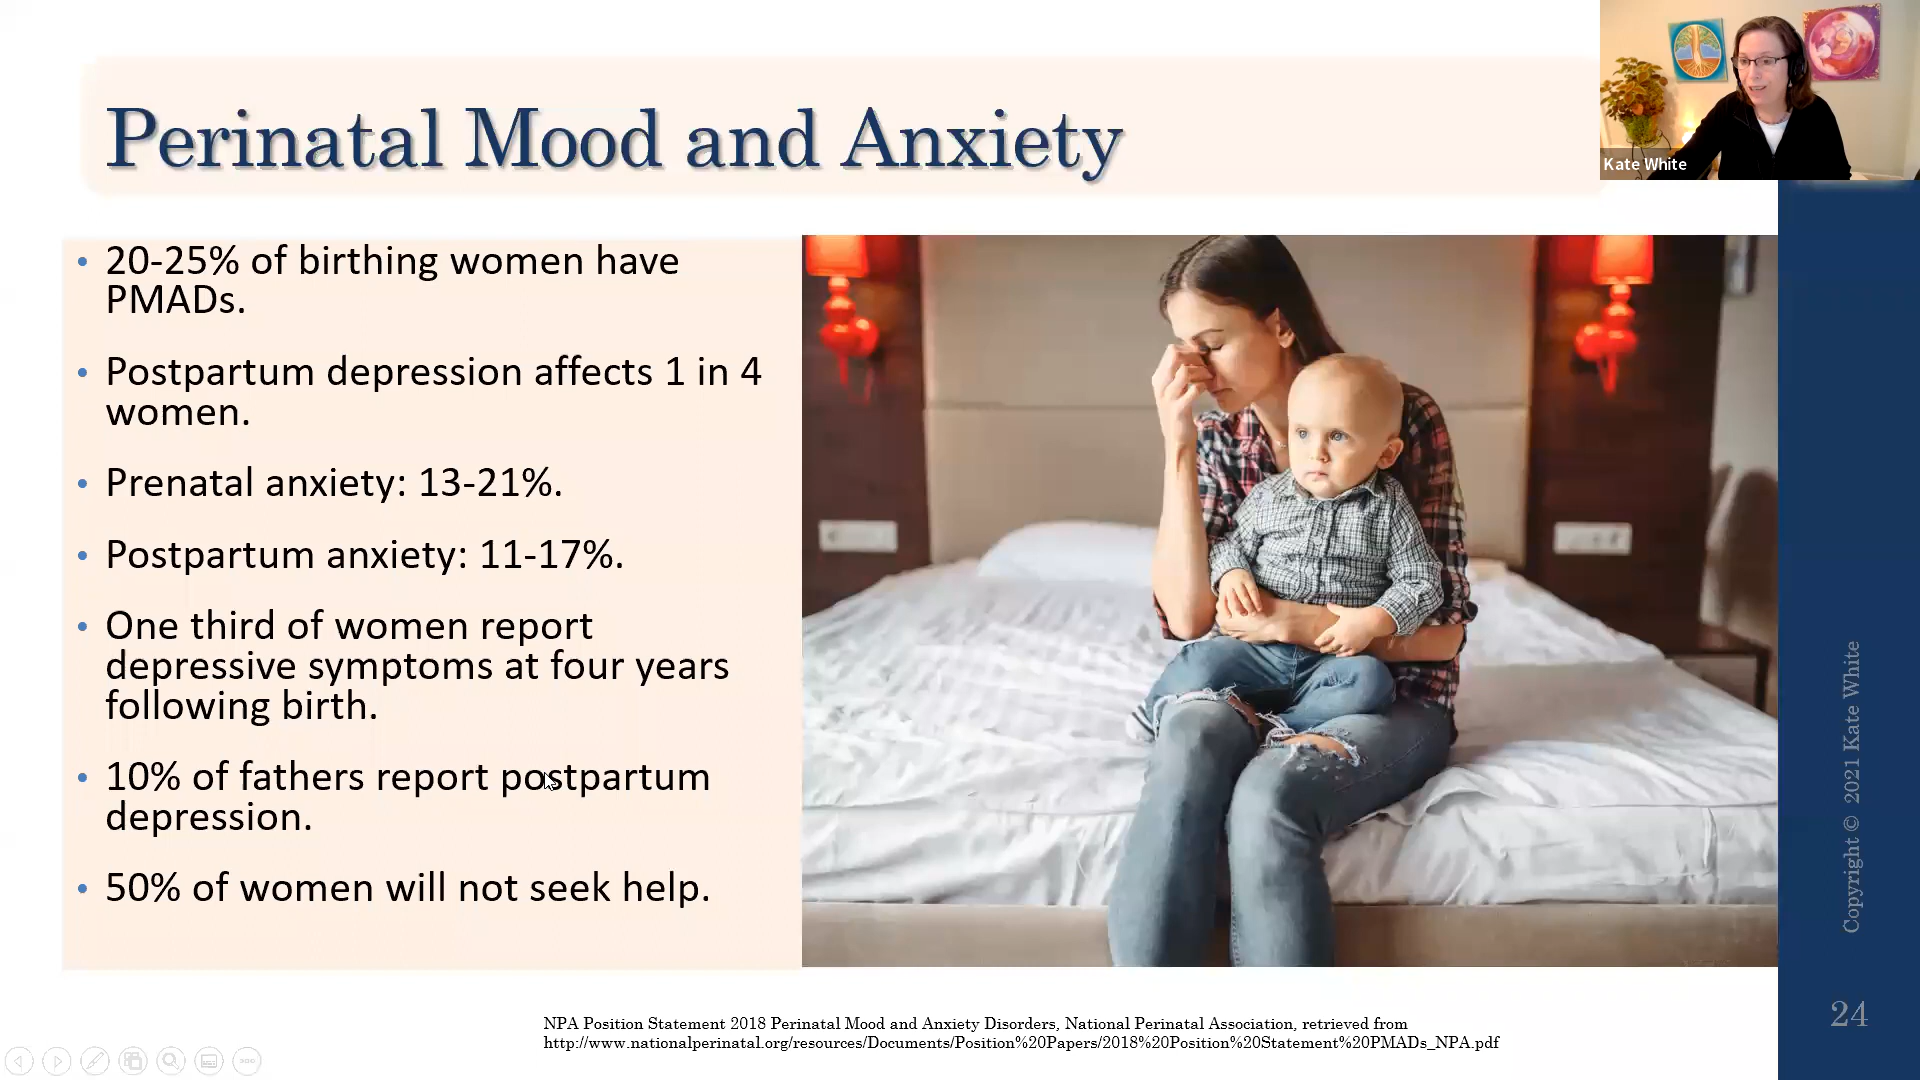 Perinatal Mood and Anxiety
Kate White
• 20-25% of birthing women have
PMADs.
• Postpartum depression affects 1 in 4
women.
• Prenatal anxiety: 13-21%.
• Postpartum anxiety: 11-17%.
• One third of women report
depressive symptoms at four years
following birth.
• 10% of fathers report postpartum
depression.
• 50% of women will not seek help.
Copyright © 2021 Kate White
24
NPA Position Statement 2018 Perinatal Mood and Anxiety Disorders, National Perinatal Association, retrieved from
http://www.nationalperinatal.org/resources/Documents/Position%20Papers/2018%20Position%20Statement%20PMADs_NPA.pdf